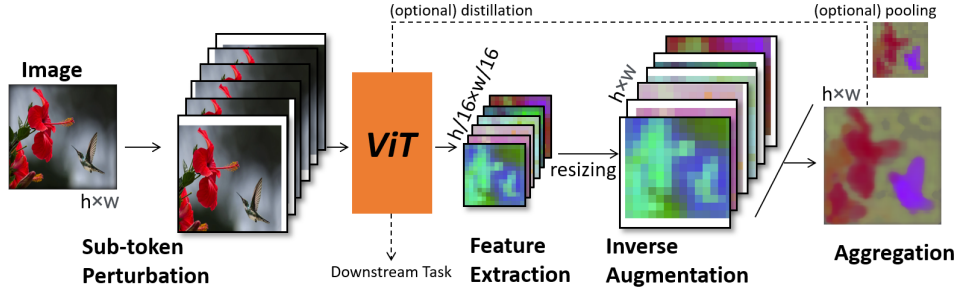 (optional) distillation
(optional) pooling
Image
h×w
Sub-token
Perturbation
ViT
Downstream Task
h/16×w/16
Feature
Extraction
resizing
h×w
Inverse
Augmentation
h×w
Aggregation